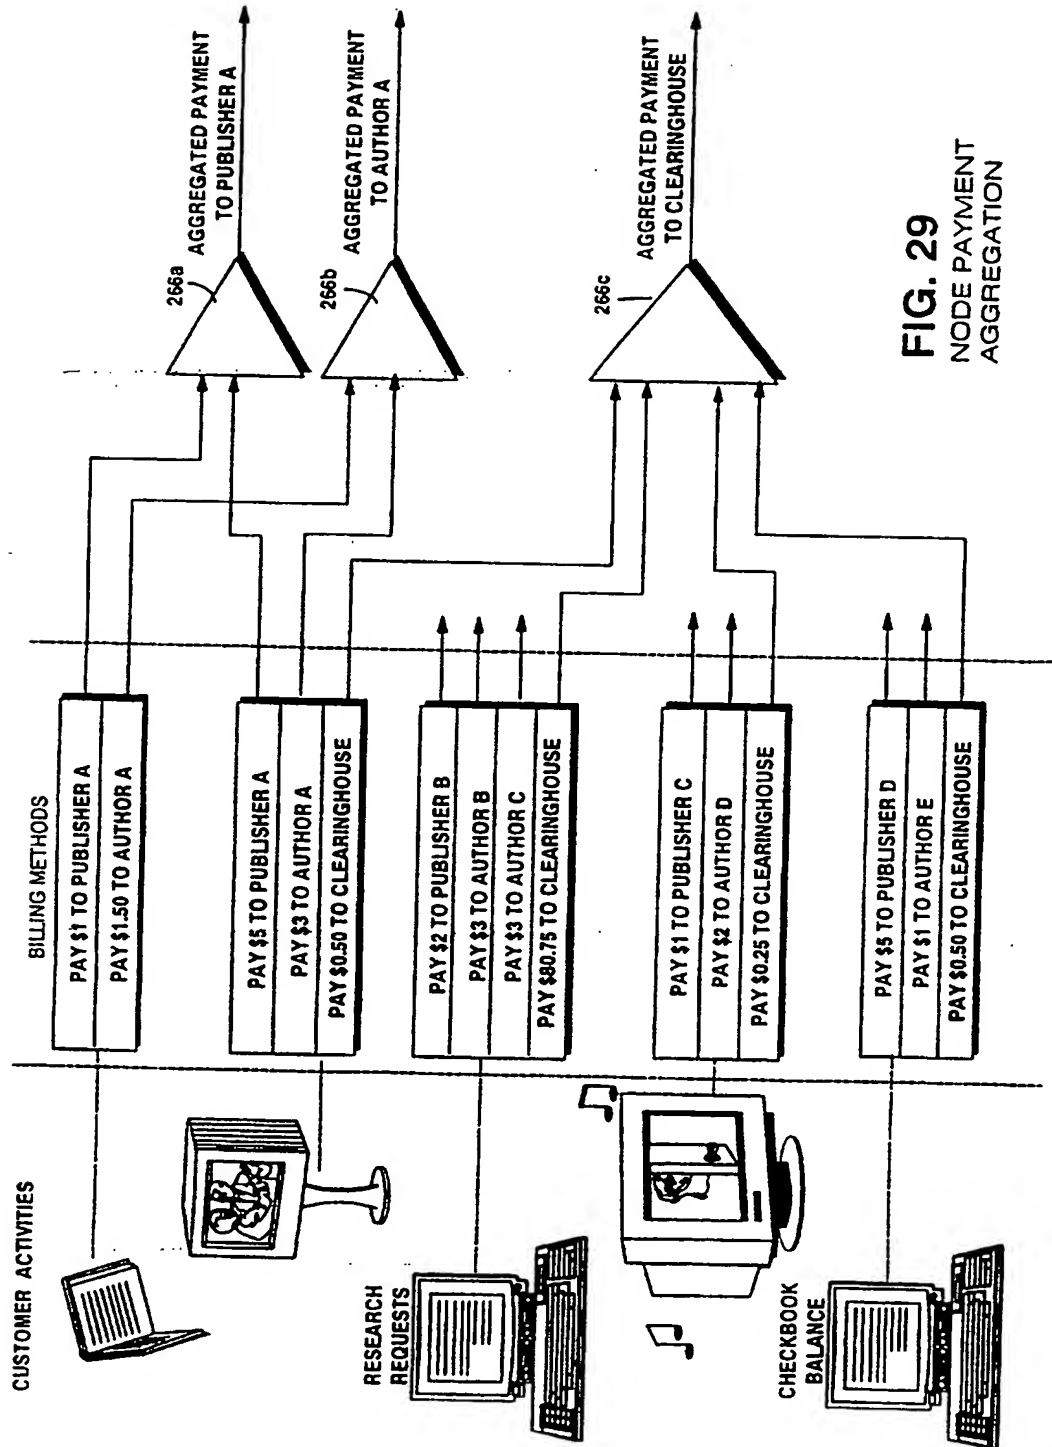 CUSTOMER ACTIVITIES
RESEARCH
REQUESTS
CHECKBOOK
BALANCE
BILLING METHODS
PAY $1 TO PUBLISHER A
PAY $1.50 TO AUTHOR A
PAY $5 TO PUBLISHER A
PAY $3 TO AUTHOR A
PAY $0.50 TO CLEARINGHOUSE
PAY $2 TO PUBLISHER B
PAY $3 TO AUTHOR B
PAY $3 TO AUTHOR C
PAY $80.75 TO CLEARINGHOUSE
PAY $1 TO PUBLISHER C
PAY $2 TO AUTHOR D
PAY $0.25 TO CLEARINGHOUSE
PAY $5 TO PUBLISHER D
PAY $1 TO AUTHOR E
PAY $0.50 TO CLEARINGHOUSE
266a
AGGREGATED PAYMENT
TO PUBLISHER A
266b
AGGREGATED PAYMENT
TO AUTHOR A
266c
AGGREGATED PAYMENT
TO CLEARINGHOUSE
FIG. 29
NODE PAYMENT
AGGREGATION